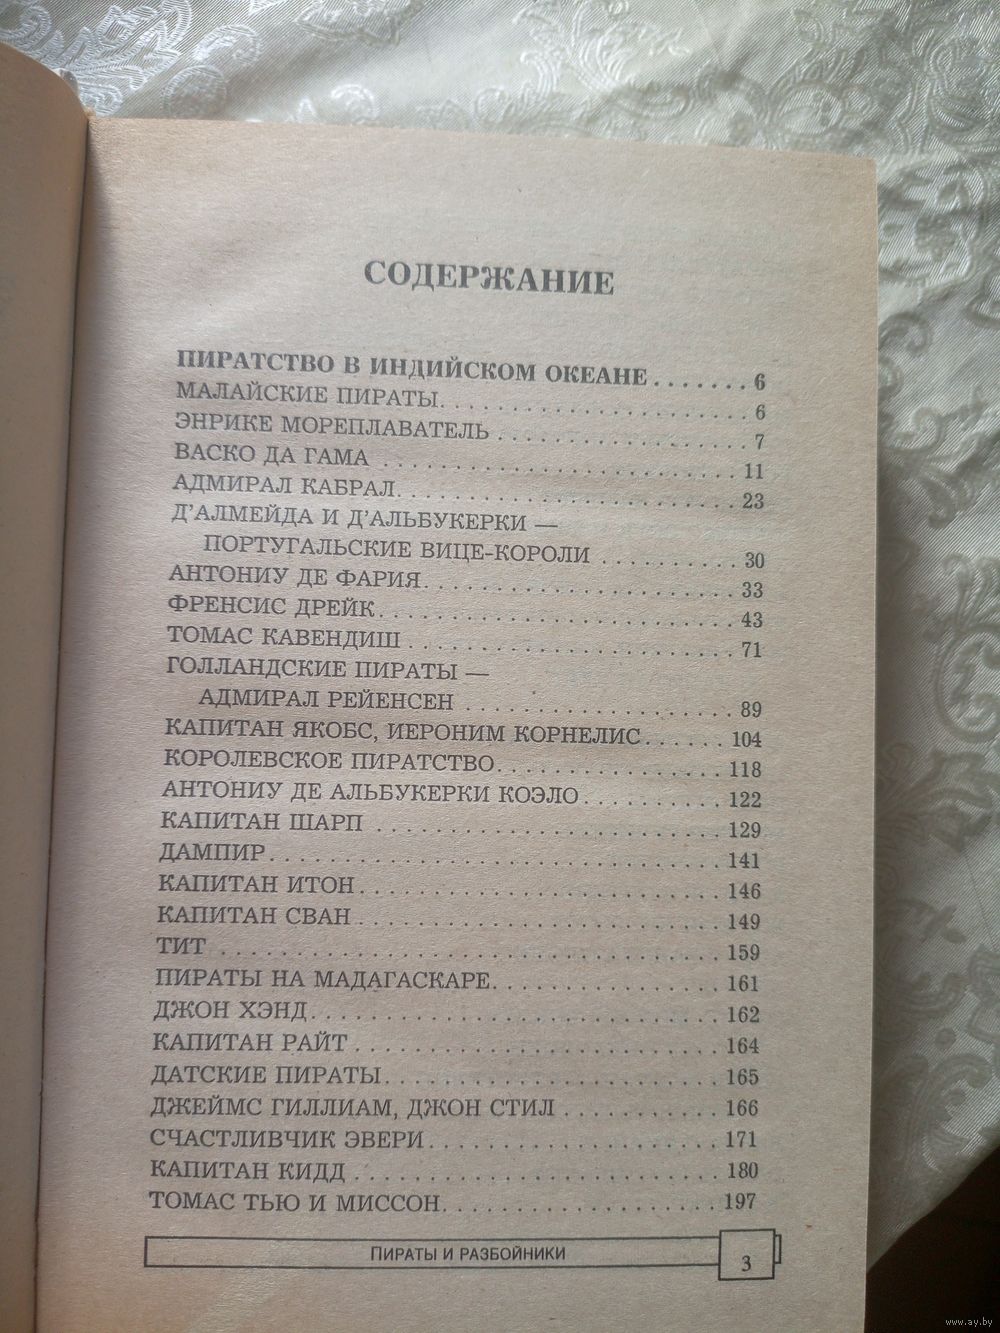 СОДЕРЖАНИЕ
ПИРАТСТВО В ИНДИЙСКОМ ОКЕАНЕ.......6
МАЛАЙСКИЕ ПИРАТЫ.....................6
ЭНРИКЕ МОРЕПЛАВАТЕЛЬ.................7
ВАСКО ДА ГАМА........................11
АДМИРАЛ КАБРАЛ.......................23
Д'АЛМЕЙДА И Д'АЛЬБУКЕРКИ —
ПОРТУГАЛЬСКИЕ ВИЦЕ-КОРОЛИ..........30
АНТОНИУ ДЕ ФАРИЯ.....................33
ФРЕНСИС ДРЕЙК........................43
ТОМАС КАВЕНДИШ.......................71
ГОЛЛАНДСКИЕ ПИРАТЫ —
АДМИРАЛ РЕЙЕНСЕН...................89
КАПИТАН ЯКОБС, ИЕРОНИМ КОРНЕЛИС......104
КОРОЛЕВСКОЕ ПИРАТСТВО...............118
АНТОНИУ ДЕ АЛЬБУКЕРКИ КОЭЛО..........122
КАПИТАН ШАРП........................129
ДАМПИР..............................141
КАПИТАН ИТОН........................146
КАПИТАН СВАН........................149
ТИТ.................................159
ПИРАТЫ НА МАДАГАСКАРЕ................161
ДЖОН ХЭНД...........................162
КАПИТАН РАЙТ........................164
ДАТСКИЕ ПИРАТЫ......................165
ДЖЕЙМС ГИЛЛИАМ, ДЖОН СТИЛ...........166
СЧАСТЛИВЧИК ЭВЕРИ...................171
КАПИТАН КИДД........................180
ТОМАС ТЬЮ И МИССОН..................197
ПИРАТЫ И РАЗБОЙНИКИ 3
www.ay.by